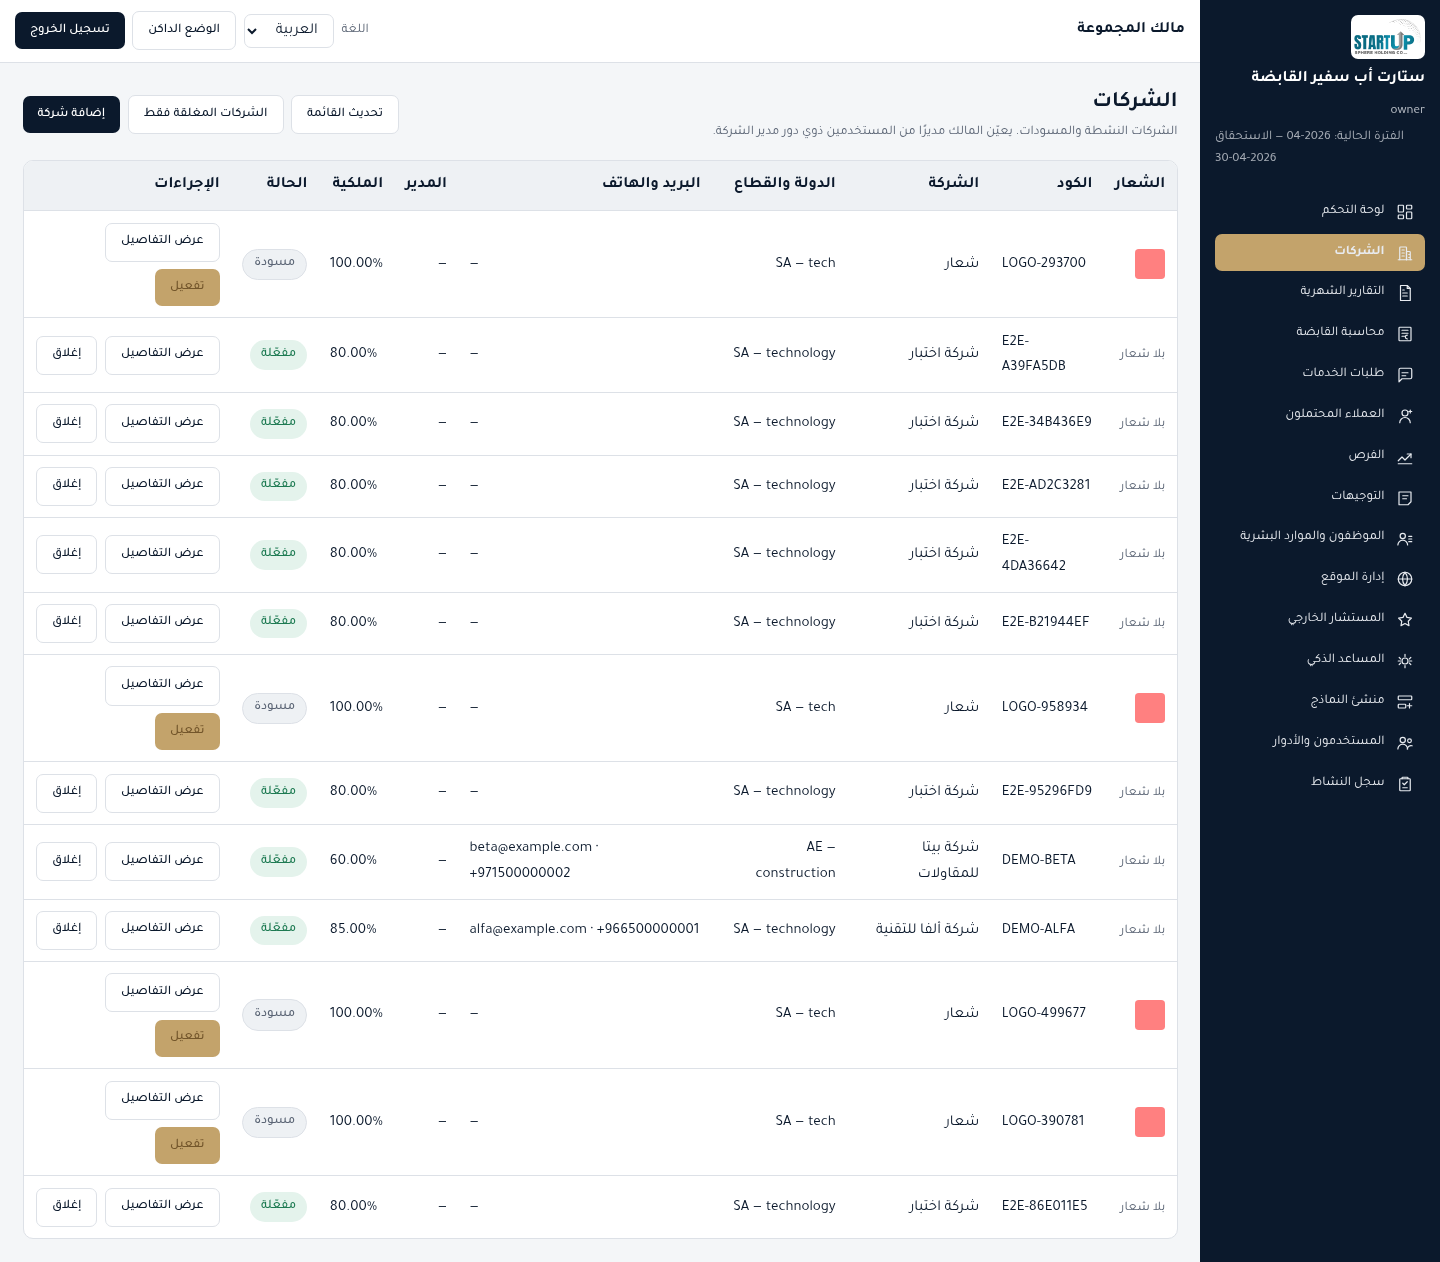 STARTUP
SPHERE HOLDING CO...
ستارت أب سفير القابضة
owner
الفترة الحالية: 2026-04 — الاستحقاق
30-04-2026
لوحة التحكم
الشركات
التقارير الشهرية
محاسبة القابضة
طلبات الخدمات
العملاء المحتملون
الفرص
التوجيهات
الموظفون والموارد البشرية
إدارة الموقع
المستشار الخارجي
المساعد الذكي
منشئ النماذج
المستخدمون والأدوار
سجل النشاط
مالك المجموعة اللغة العربية الوضع الداكن تسجيل الخروج
الشركات
الشركات النشطة والمسودات. يعيّن المالك مديرًا من المستخدمين ذوي دور مدير الشركة.
تحديث القائمة الشركات المغلقة فقط إضافة شركة
الشعار الكود الشركة الدولة والقطاع البريد والهاتف المدير الملكية الحالة الإجراءات
LOGO-293700 شعار SA — tech — — 100.00% مسودة عرض التفاصيل
تفعيل
بلا شعار E2E-
A39FA5DB شركة اختبار SA — technology — — 80.00% مفعّلة عرض التفاصيل إغلاق
بلا شعار E2E-34B436E9 شركة اختبار SA — technology — — 80.00% مفعّلة عرض التفاصيل إغلاق
بلا شعار E2E-AD2C3281 شركة اختبار SA — technology — — 80.00% مفعّلة عرض التفاصيل إغلاق
بلا شعار E2E-
4DA36642 شركة اختبار SA — technology — — 80.00% مفعّلة عرض التفاصيل إغلاق
بلا شعار E2E-B21944EF شركة اختبار SA — technology — — 80.00% مفعّلة عرض التفاصيل إغلاق
LOGO-958934 شعار SA — tech — — 100.00% مسودة عرض التفاصيل
تفعيل
بلا شعار E2E-95296FD9 شركة اختبار SA — technology — — 80.00% مفعّلة عرض التفاصيل إغلاق
بلا شعار DEMO-BETA شركة بيتا
للمقاولات AE —
construction beta@example.com ·
+971500000002 — 60.00% مفعّلة عرض التفاصيل إغلاق
بلا شعار DEMO-ALFA شركة ألفا للتقنية SA — technology alfa@example.com · +966500000001 — 85.00% مفعّلة عرض التفاصيل إغلاق
LOGO-499677 شعار SA — tech — — 100.00% مسودة عرض التفاصيل
تفعيل
LOGO-390781 شعار SA — tech — — 100.00% مسودة عرض التفاصيل
تفعيل
بلا شعار E2E-86E011E5 شركة اختبار SA — technology — — 80.00% مفعّلة عرض التفاصيل إغلاق